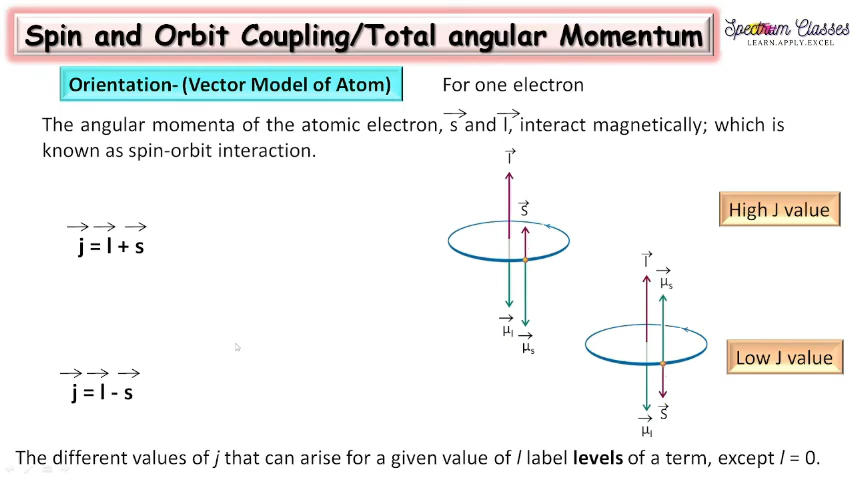 Spin and Orbit Coupling/Total angular Momentum
Spectrum Classes
LEARN.APPLY.EXCEL
Orientation- (Vector Model of Atom)
For one electron
The angular momenta of the atomic electron, s and l, interact magnetically; which is
known as spin-orbit interaction.
l
s
High J value
j = l + s
l
μs
μl
μs
Low J value
j = l - s
s
μl
The different values of j that can arise for a given value of l label levels of a term, except l = 0.